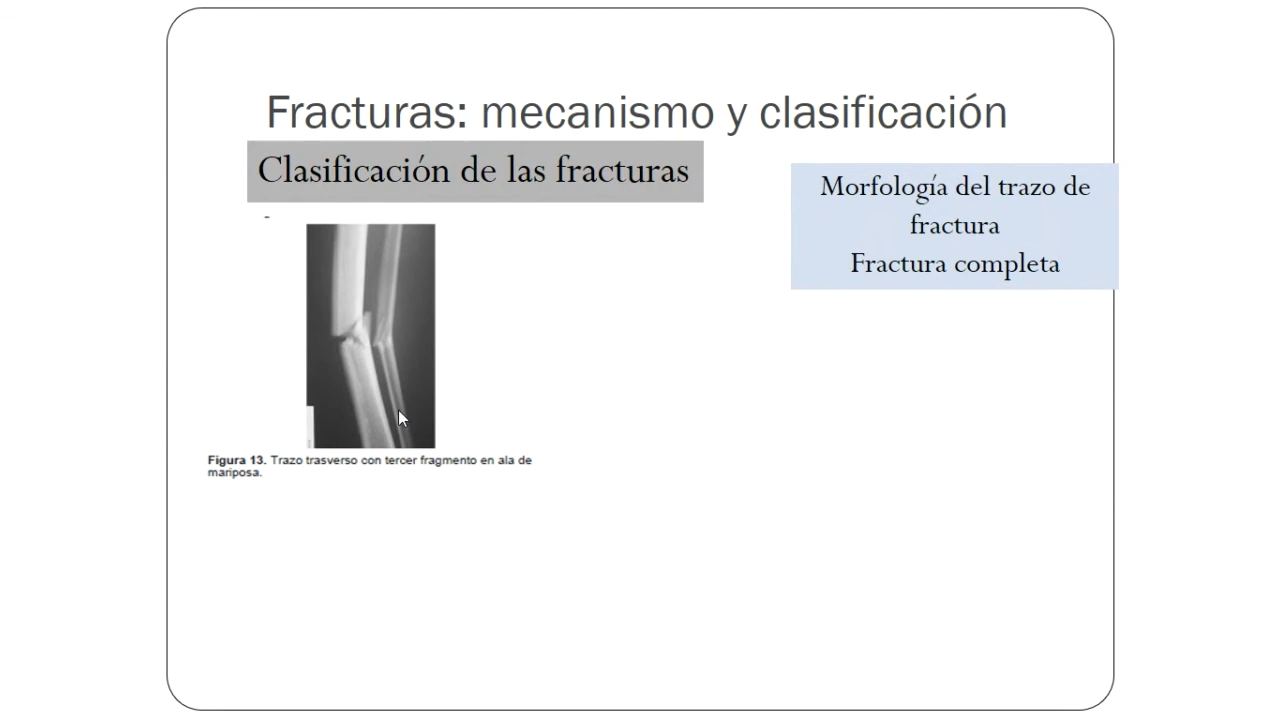 Fracturas: mecanismo y clasificación
Clasificación de las fracturas
Morfología del trazo de
fractura
Fractura completa
-
Figura 13. Trazo trasverso con tercer fragmento en ala de
mariposa.